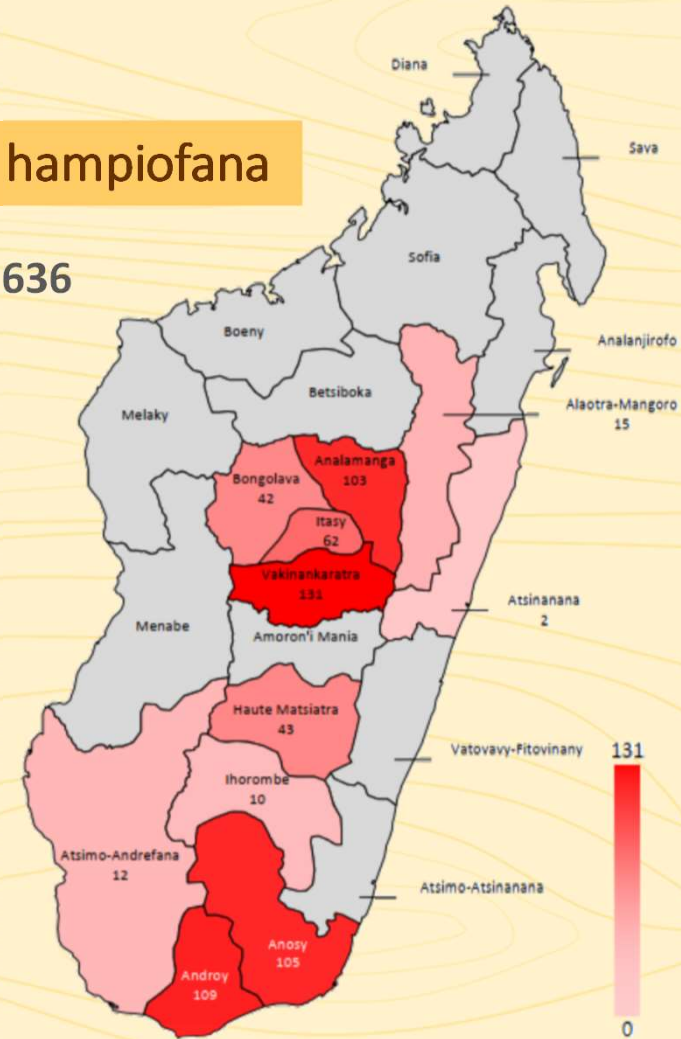 Diana
Sava
hampiofana
636
Sofia
Boeny
Analanjirofo
Betsiboka
Alaotra-Mangoro
15
Melaky
Analamanga
103
Bongolava
42
Itasy
62
Vakinankaratra
131
Atsinanana
2
Menabe
Amoron'i Mania
Haute Matsiatra
43
Vatovavy-Fitovinany
131
Ihorombe
10
Atsimo-Andrefana
12
Atsimo-Atsinanana
Anosy
105
Androy
109
0